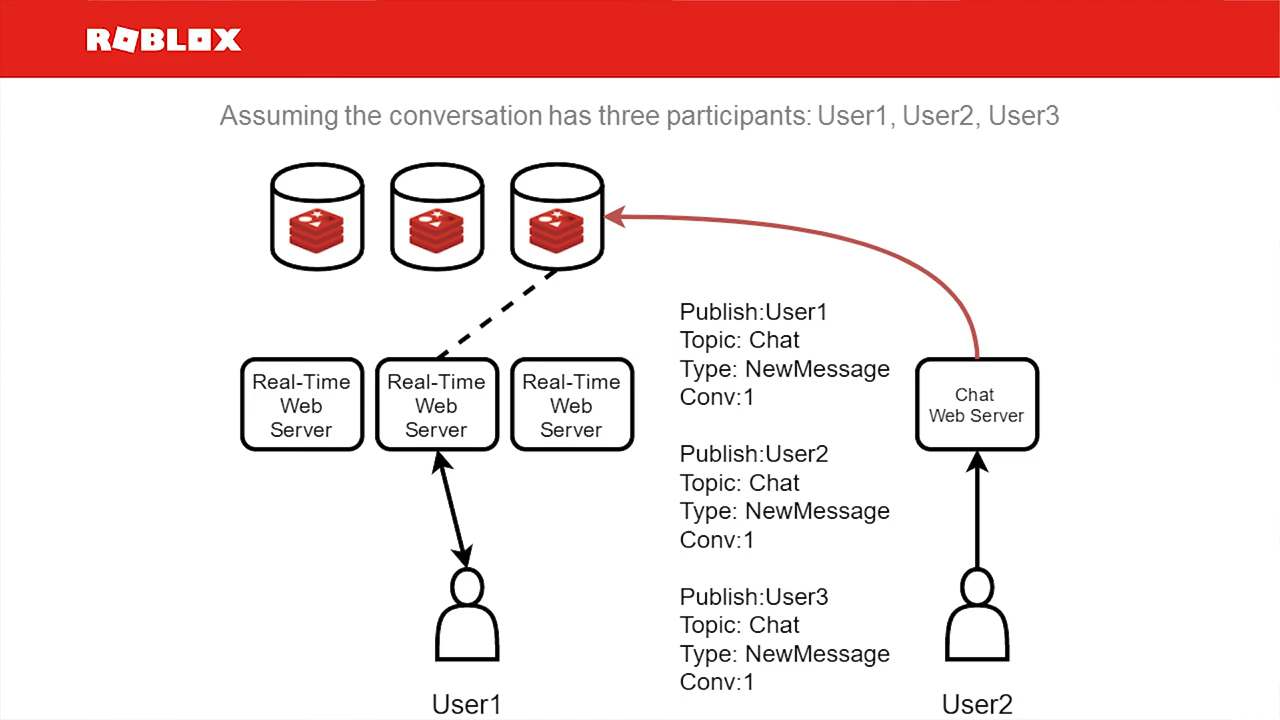 ROBLOX
Assuming the conversation has three participants: User1, User2, User3
Real-Time
Web
Server
Real-Time
Web
Server
Real-Time
Web
Server
Publish:User1
Topic: Chat
Type: NewMessage
Conv:1
Publish:User2
Topic: Chat
Type: NewMessage
Conv:1
Publish:User3
Topic: Chat
Type: NewMessage
Conv:1
Chat
Web Server
User1
User2